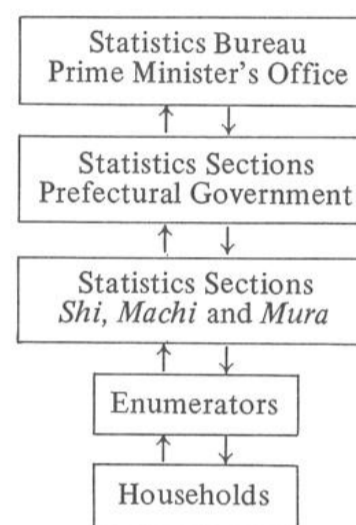 Statistics Bureau
Prime Minister's Office
Statistics Sections
Prefectural Government
Statistics Sections
Shi, Machi and Mura
Enumerators
Households